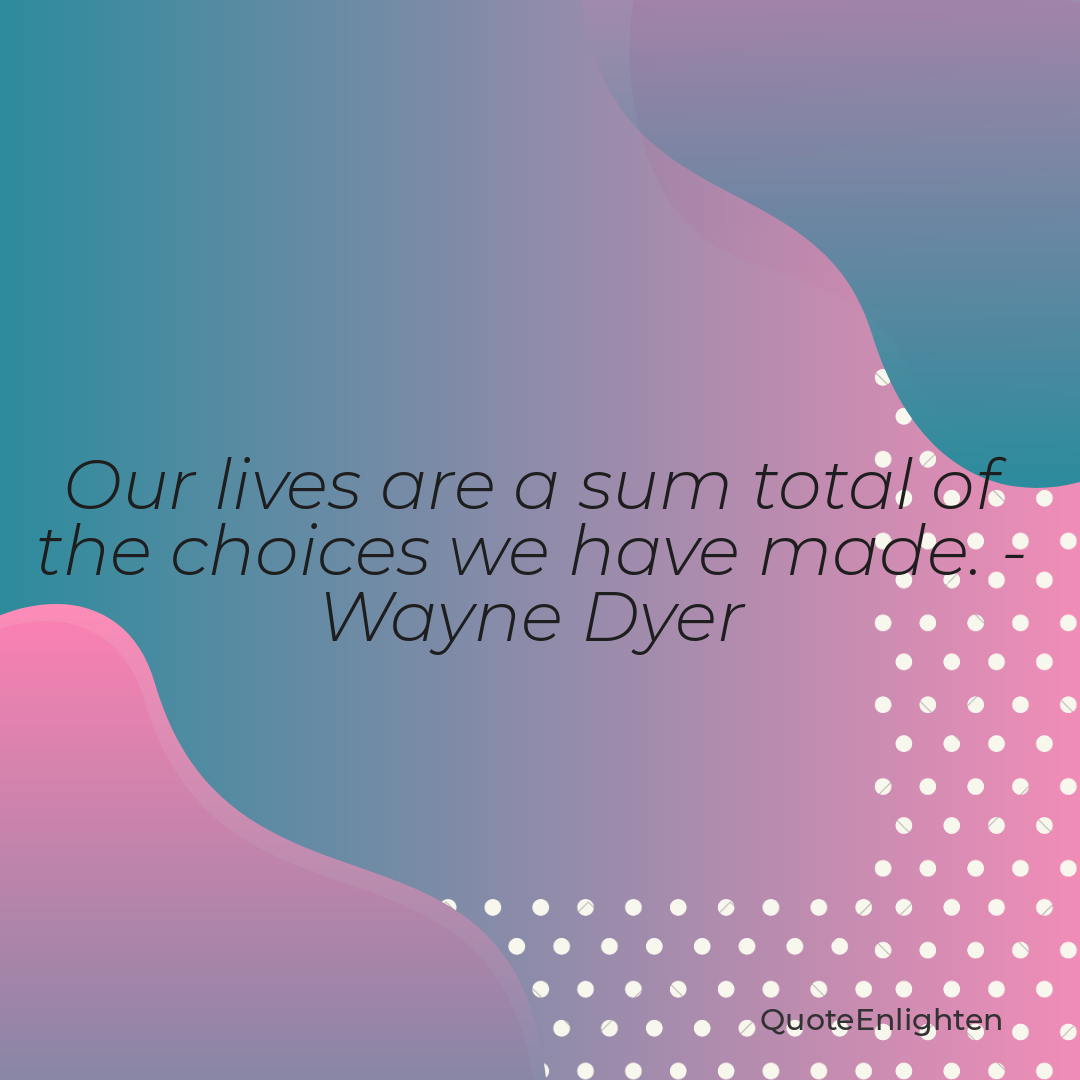 Our lives are a sum total of
the choices we have made. -
Wayne Dyer
QuoteEnlighten